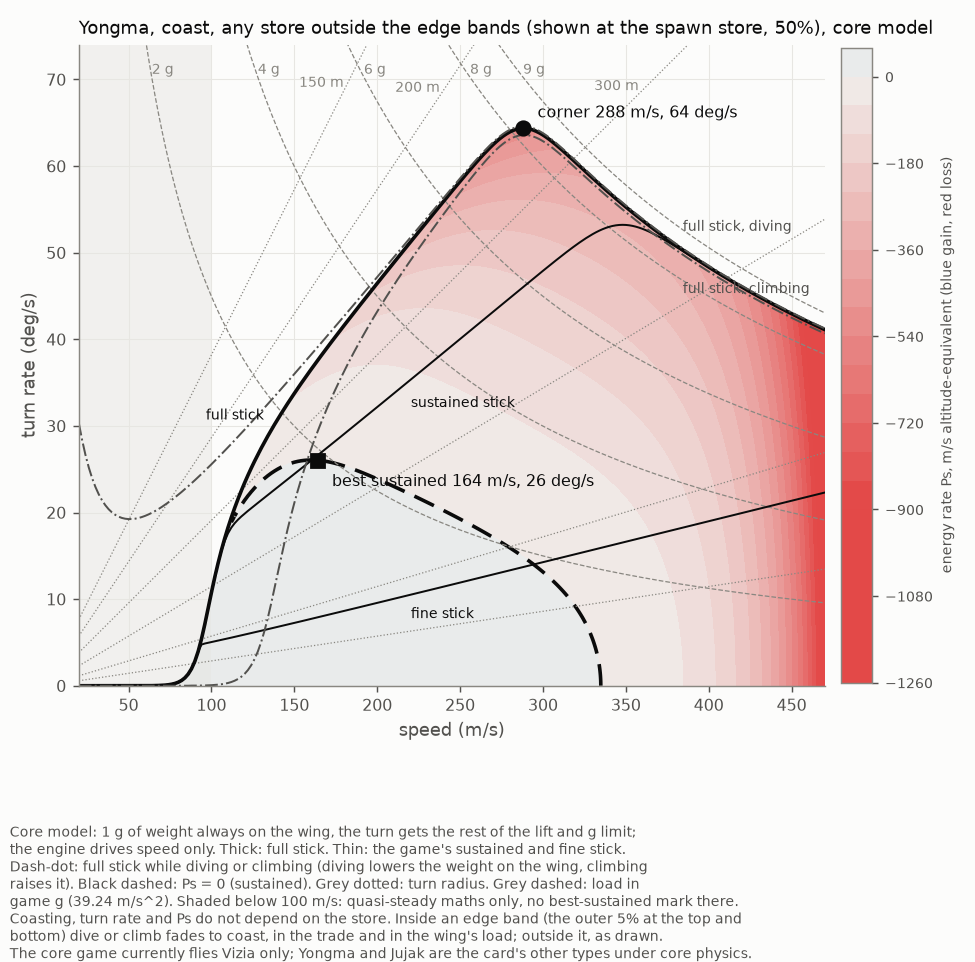 Yongma, coast, any store outside the edge bands (shown at the spawn store, 50%), core model
2 g
4 g
6 g
8 g
9 g
150 m
200 m
300 m
corner 288 m/s, 64 deg/s
full stick, diving
full stick, climbing
full stick
sustained stick
best sustained 164 m/s, 26 deg/s
fine stick
turn rate (deg/s)
70
60
50
40
30
20
10
0
50
100
150
200
250
300
350
400
450
speed (m/s)
0
−180
−360
−540
−720
−900
−1080
−1260
energy rate Ps, m/s altitude-equivalent (blue gain, red loss)
Core model: 1 g of weight always on the wing, the turn gets the rest of the lift and g limit;
the engine drives speed only. Thick: full stick. Thin: the game's sustained and fine stick.
Dash-dot: full stick while diving or climbing (diving lowers the weight on the wing, climbing
raises it). Black dashed: Ps = 0 (sustained). Grey dotted: turn radius. Grey dashed: load in
game g (39.24 m/s^2). Shaded below 100 m/s: quasi-steady maths only, no best-sustained mark there.
Coasting, turn rate and Ps do not depend on the store. Inside an edge band (the outer 5% at the top and
bottom) dive or climb fades to coast, in the trade and in the wing's load; outside it, as drawn.
The core game currently flies Vizia only; Yongma and Jujak are the card's other types under core physics.